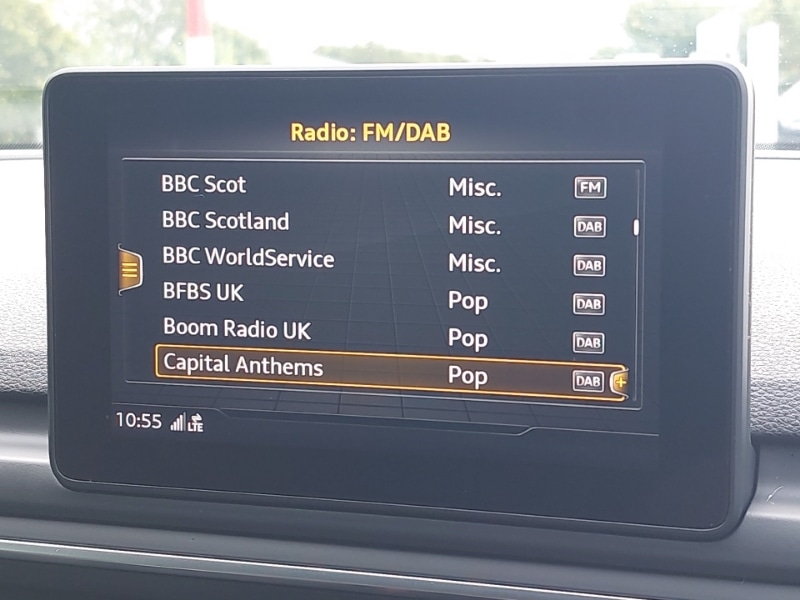 Radio: FM/DAB
BBC Scot Misc. FM
BBC Scotland Misc. DAB
BBC WorldService Misc. DAB
BFBS UK Pop DAB
Boom Radio UK Pop DAB
Capital Anthems Pop DAB +
10:55 LTE